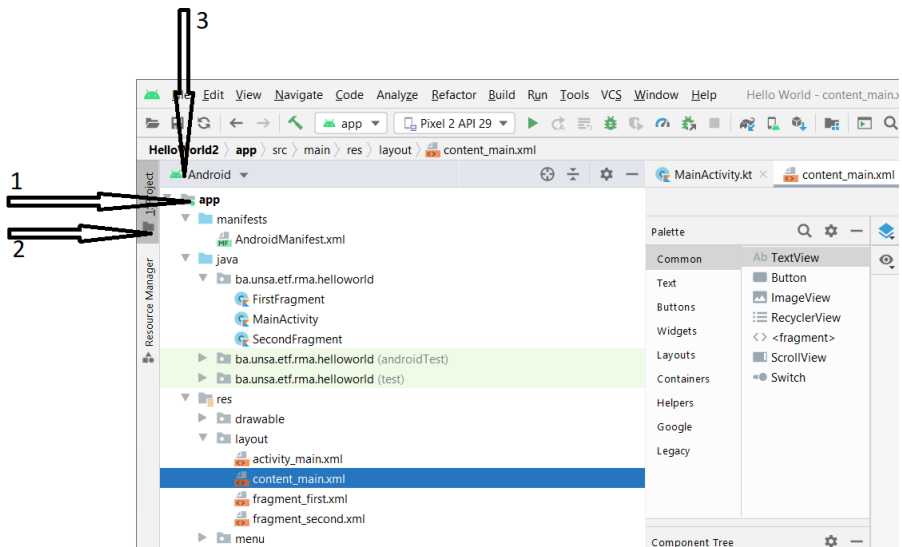 3
File Edit View Navigate Code Analyze Refactor Build Run Tools VCS Window Help Hello World - content_main.x
app Pixel 2 API 29
HelloWorld2 app src main res layout content_main.xml
Android MainActivity.kt content_main.xml
1
1: Project
app
2
manifests
AndroidManifest.xml
Palette
java
Common
Ab TextView
ba.unsa.etf.rma.helloworld
Text
Button
FirstFragment
Buttons
ImageView
MainActivity
Widgets
RecyclerView
SecondFragment
Layouts
<fragment>
ba.unsa.etf.rma.helloworld (androidTest)
Containers
ScrollView
ba.unsa.etf.rma.helloworld (test)
Helpers
Switch
res
Google
drawable
Legacy
layout
activity_main.xml
content_main.xml
fragment_first.xml
fragment_second.xml
menu
Component Tree
Resource Manager
MF